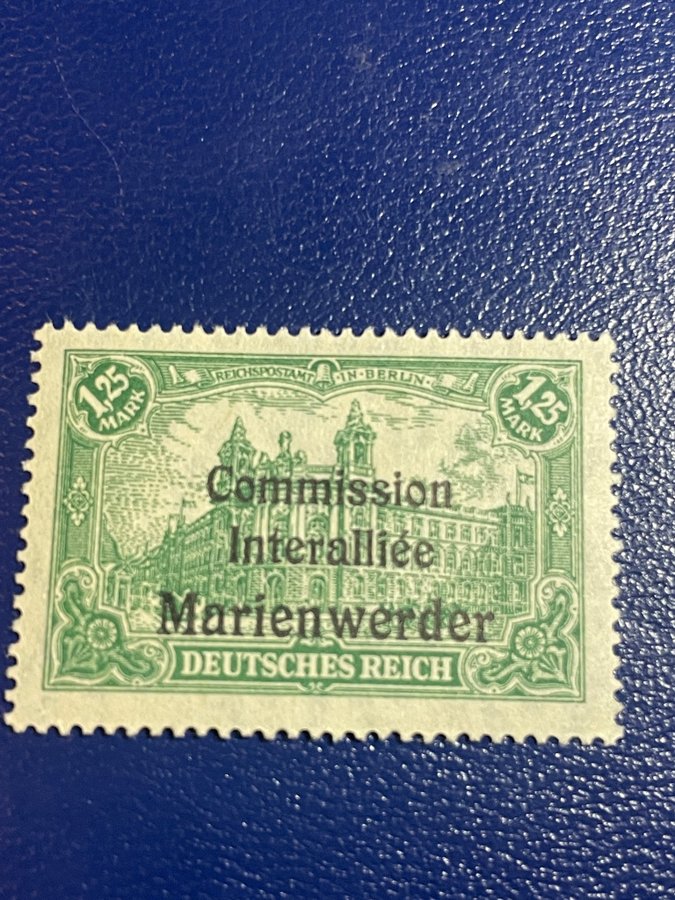 1,25 MARK
REICHSPOSTAMT IN·BERLIN·
1,25 MARK
Commission
Interalliée
Marienwerder
DEUTSCHES REICH